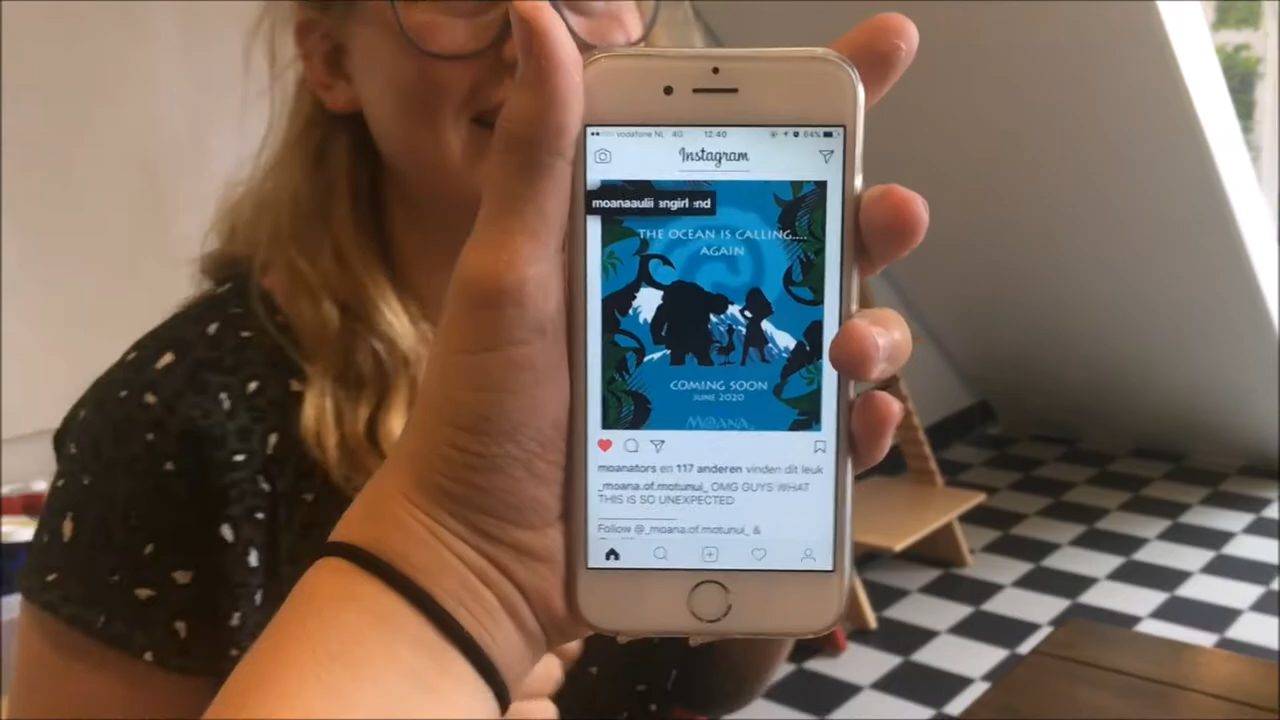 vodafone NL 4G 12:40 64%
Instagram
moanaaulii angirl end
THE OCEAN IS CALLING....
AGAIN
COMING SOON
JUNE 2020
MOANA
moanators en 117 anderen vinden dit leuk
_moana.of.motunui_ OMG GUYS WHAT
THIS IS SO UNEXPECTED
Follow @_moana.of.motunui_ &